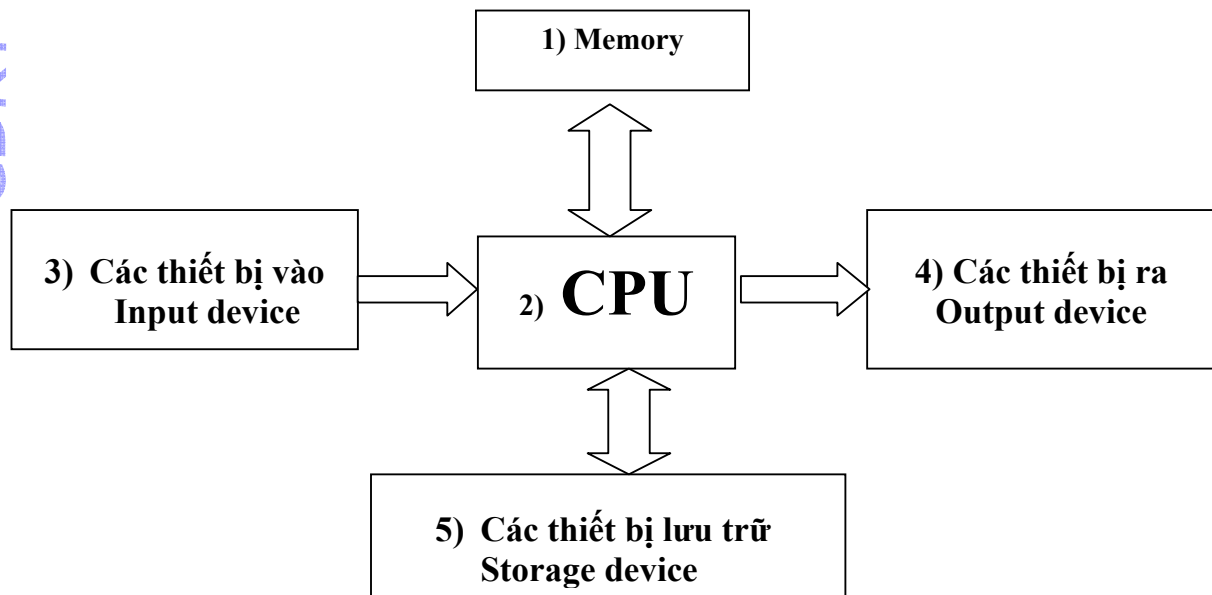 1) Memory
3) Các thiết bị vào
Input device
2) CPU
4) Các thiết bị ra
Output device
5) Các thiết bị lưu trữ
Storage device